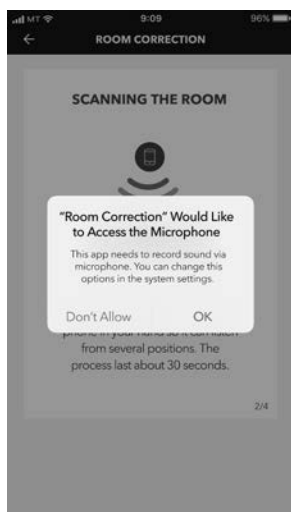 MT 9:09 96%
ROOM CORRECTION
SCANNING THE ROOM
"Room Correction" Would Like
to Access the Microphone
This app needs to record sound via
microphone. You can change this
options in the system settings.
Don't Allow OK
phone in your hand so it can listen
from several positions. The
process last about 30 seconds.
2/4